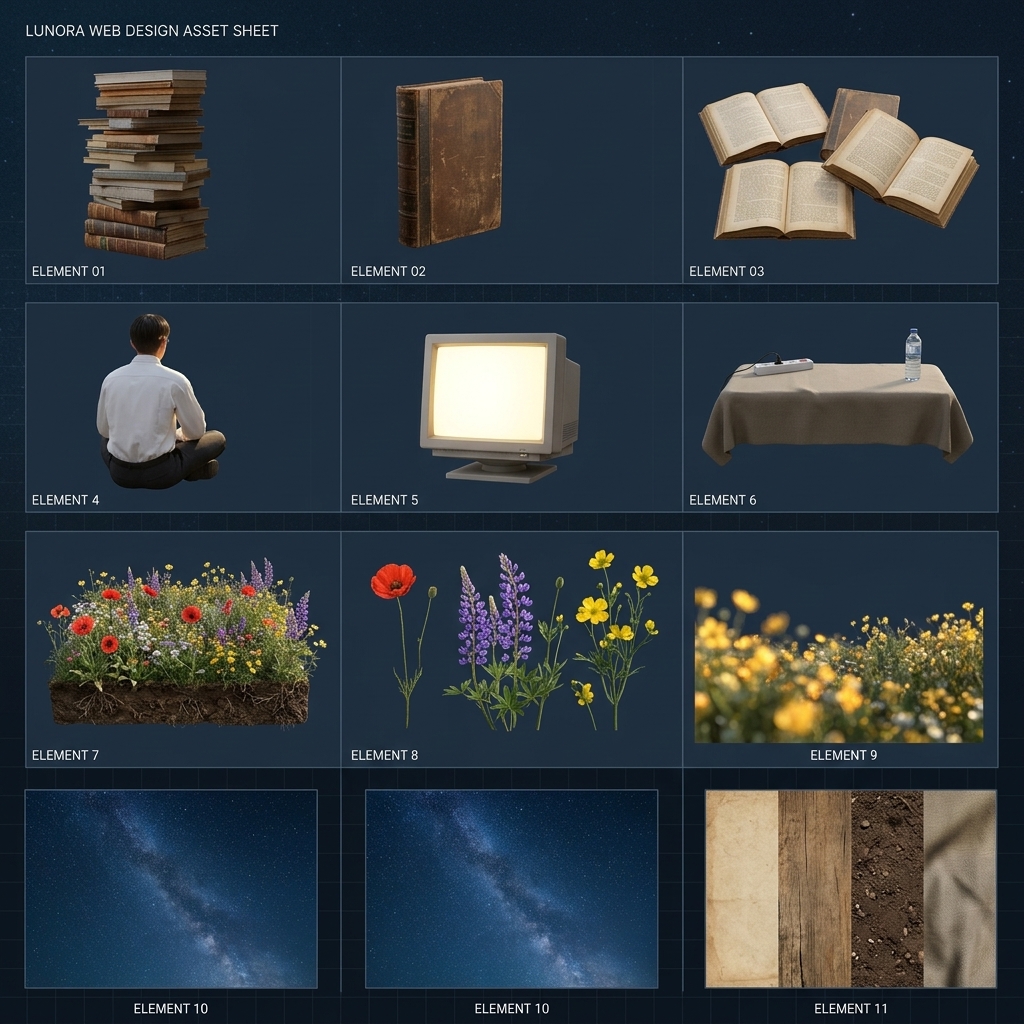 LUNORA WEB DESIGN ASSET SHEET
ELEMENT 01
ELEMENT 02
ELEMENT 03
ELEMENT 4
ELEMENT 5
ELEMENT 6
ELEMENT 7
ELEMENT 8
ELEMENT 9
ELEMENT 10
ELEMENT 10
ELEMENT 11